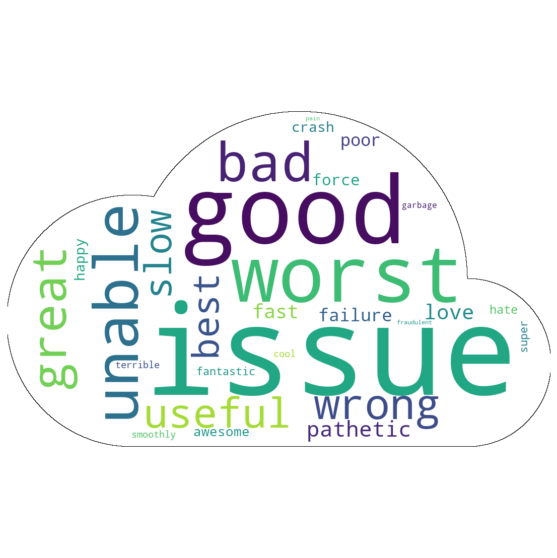 pain
crash
poor
bad
force
good
garbage
great
happy
unable
slow
worst
best
fast
failure
love
hate
fraudulent
super
issue
cool
terrible
fantastic
useful
wrong
smoothly
awesome
pathetic